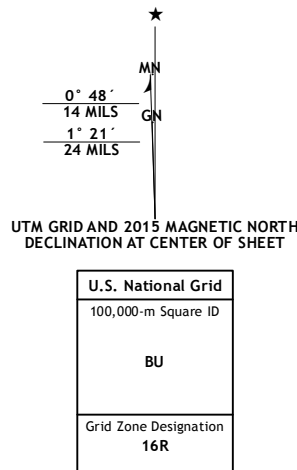 MN
0° 48´
14 MILS
GN
1° 21´
24 MILS
UTM GRID AND 2015 MAGNETIC NORTH
DECLINATION AT CENTER OF SHEET
U.S. National Grid
100,000-m Square ID
BU
Grid Zone Designation
16R